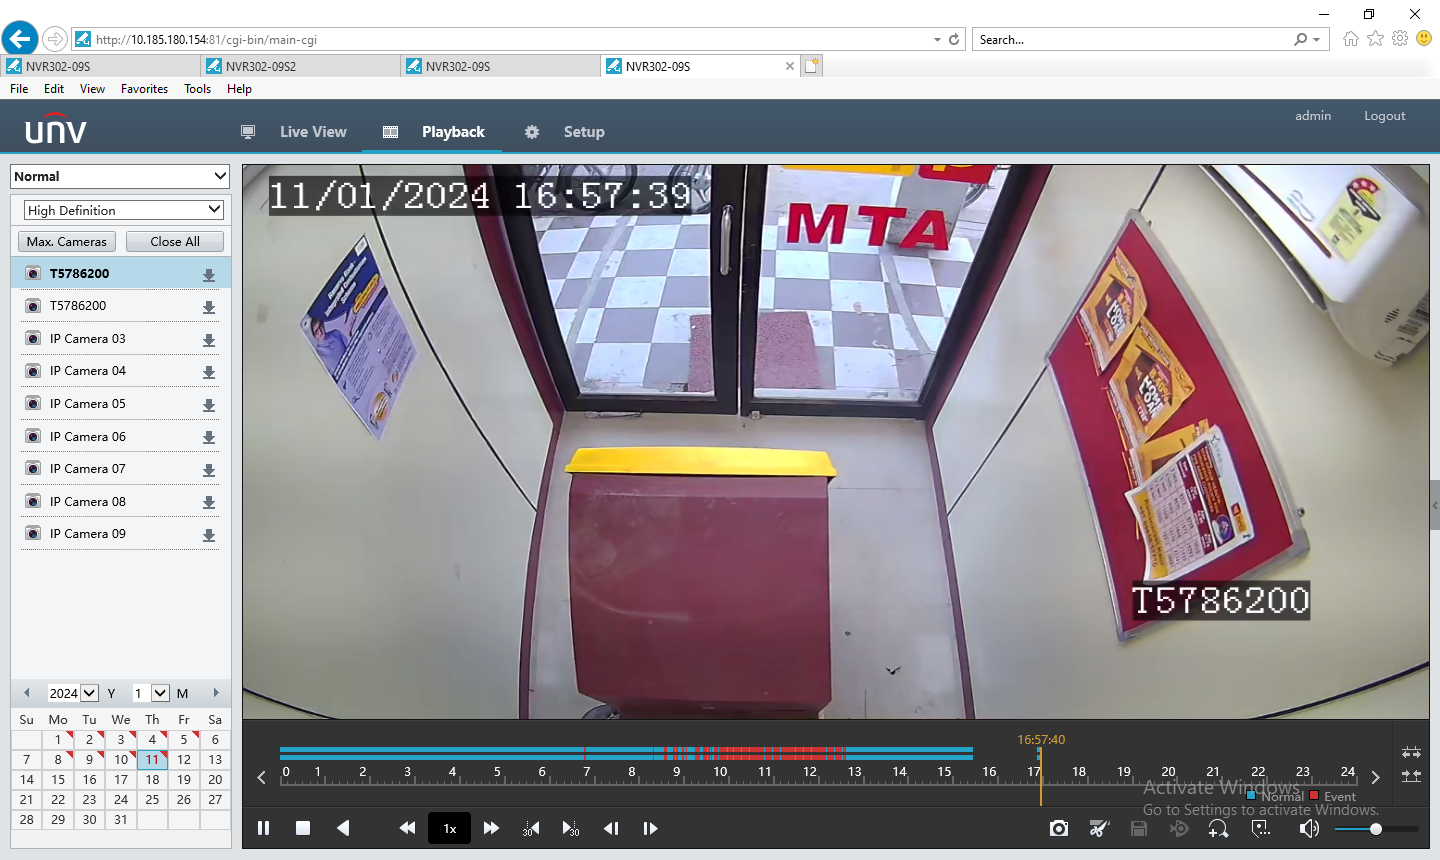 http://10.185.180.154:81/cgi-bin/main-cgi
Search...
NVR302-09S
NVR302-09S2
NVR302-09S
NVR302-09S
File Edit View Favorites Tools Help
unv
Live View
Playback
Setup
admin
Logout
Normal
High Definition
Max. Cameras
Close All
T5786200
T5786200
IP Camera 03
IP Camera 04
IP Camera 05
IP Camera 06
IP Camera 07
IP Camera 08
IP Camera 09
11/01/2024 16:57:39
MTA
T5786200
2024 Y 1 M
Su Mo Tu We Th Fr Sa
1 2 3 4 5 6
7 8 9 10 11 12 13
14 15 16 17 18 19 20
21 22 23 24 25 26 27
28 29 30 31
16:57:40
0 1 2 3 4 5 6 7 8 9 10 11 12 13 14 15 16 17 18 19 20 21 22 23 24
Normal Event
Activate Windows
Go to Settings to activate Windows.
1x
30
30